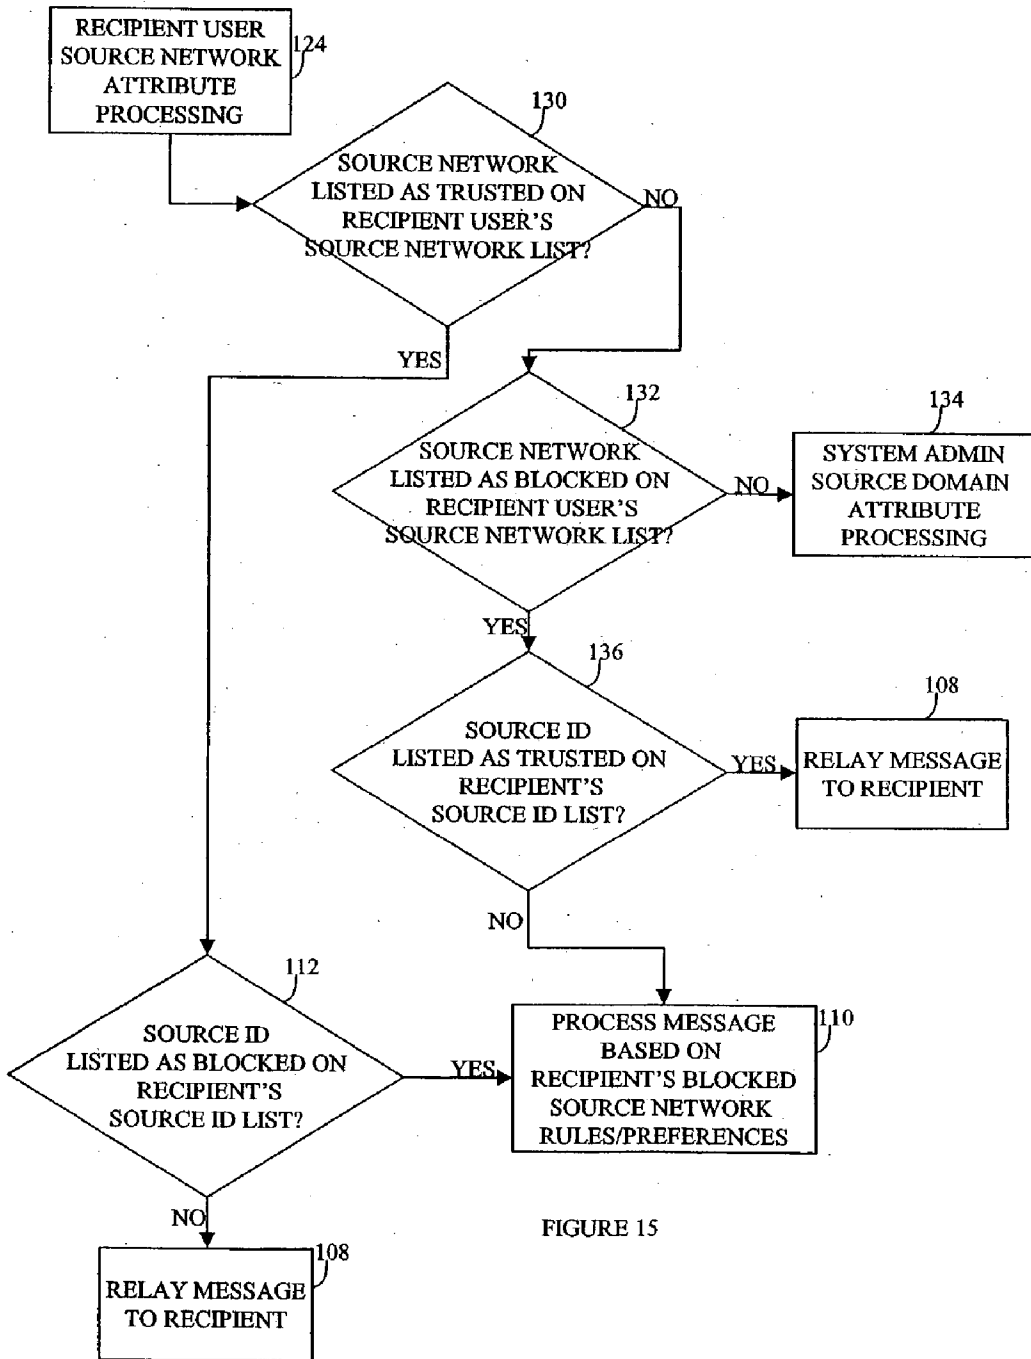 RECIPIENT USER
SOURCE NETWORK
ATTRIBUTE
PROCESSING
124
130
SOURCE NETWORK
LISTED AS TRUSTED ON
RECIPIENT USER'S
SOURCE NETWORK LIST?
NO
YES
132
SOURCE NETWORK
LISTED AS BLOCKED ON
RECIPIENT USER'S
SOURCE NETWORK LIST?
NO
134
SYSTEM ADMIN
SOURCE DOMAIN
ATTRIBUTE
PROCESSING
YES
136
SOURCE ID
LISTED AS TRUSTED ON
RECIPIENT'S
SOURCE ID LIST?
YES
108
RELAY MESSAGE
TO RECIPIENT
NO
112
SOURCE ID
LISTED AS BLOCKED ON
RECIPIENT'S
SOURCE ID LIST?
YES
110
PROCESS MESSAGE
BASED ON
RECIPIENT'S BLOCKED
SOURCE NETWORK
RULES/PREFERENCES
NO
108
RELAY MESSAGE
TO RECIPIENT
FIGURE 15